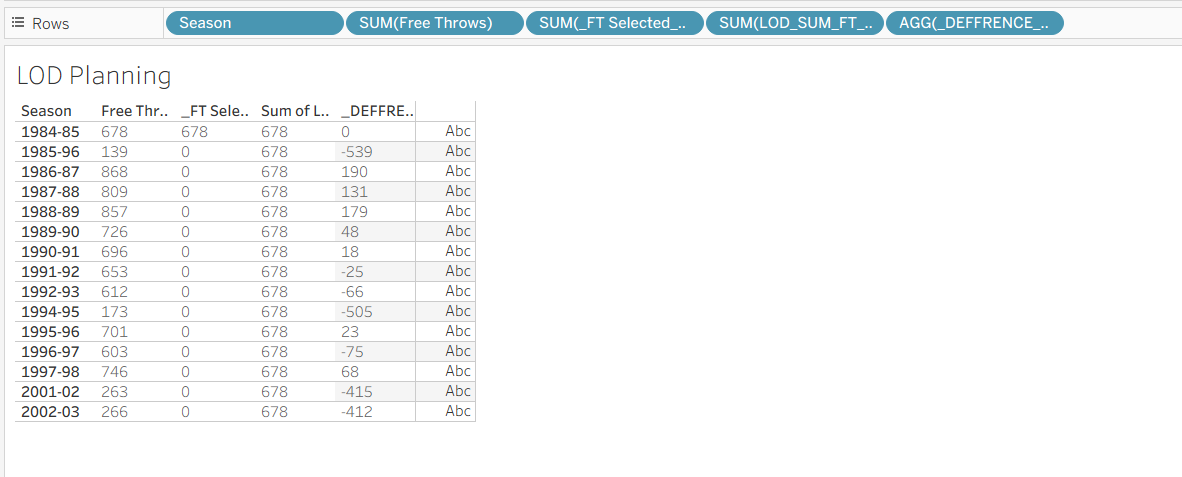 Rows Season SUM(Free Throws) SUM(_FT Selected_.. SUM(LOD_SUM_FT_.. AGG(_DEFFRENCE_..
LOD Planning
Season Free Thr.. _FT Sele.. Sum of L.. _DEFFRE..
1984-85 678 678 678 0 Abc
1985-96 139 0 678 -539 Abc
1986-87 868 0 678 190 Abc
1987-88 809 0 678 131 Abc
1988-89 857 0 678 179 Abc
1989-90 726 0 678 48 Abc
1990-91 696 0 678 18 Abc
1991-92 653 0 678 -25 Abc
1992-93 612 0 678 -66 Abc
1994-95 173 0 678 -505 Abc
1995-96 701 0 678 23 Abc
1996-97 603 0 678 -75 Abc
1997-98 746 0 678 68 Abc
2001-02 263 0 678 -415 Abc
2002-03 266 0 678 -412 Abc